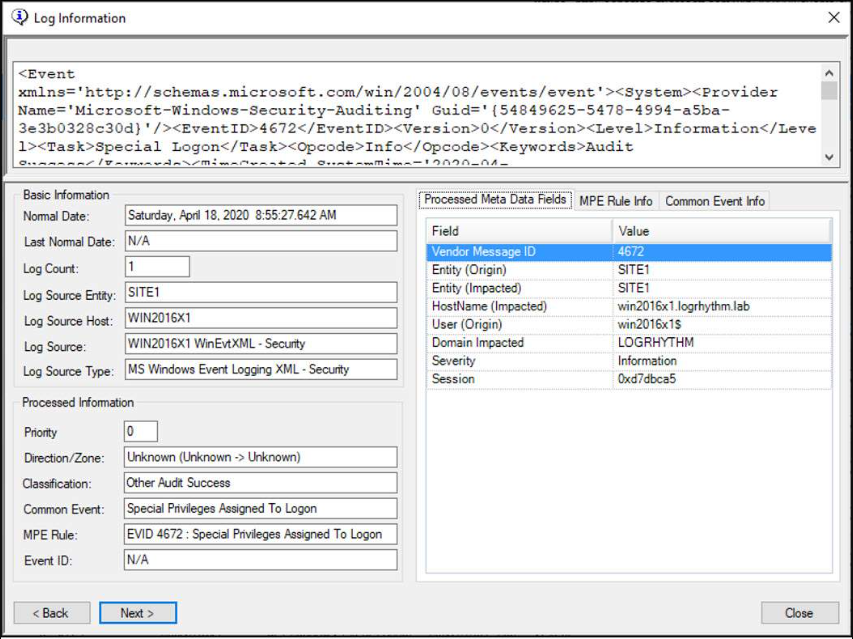 Log Information
<Event
xmlns='http://schemas.microsoft.com/win/2004/08/events/event'><System><Provider
Name='Microsoft-Windows-Security-Auditing' Guid='{54849625-5478-4994-a5ba-
3e3b0328c30d}'/><EventID>4672</EventID><Version>0</Version><Level>Information</Leve
l><Task>Special Logon</Task><Opcode>Info</Opcode><Keywords>Audit
Success</Keywords><TimeCreated SystemTime='2020-04-
Basic Information
Normal Date: Saturday, April 18, 2020 8:55:27.642 AM
Last Normal Date: N/A
Log Count: 1
Log Source Entity: SITE1
Log Source Host: WIN2016X1
Log Source: WIN2016X1 WinEvtXML - Security
Log Source Type: MS Windows Event Logging XML - Security
Processed Information
Priority 0
Direction/Zone: Unknown (Unknown -> Unknown)
Classification: Other Audit Success
Common Event: Special Privileges Assigned To Logon
MPE Rule: EVID 4672 : Special Privileges Assigned To Logon
Event ID: N/A
Processed Meta Data Fields MPE Rule Info Common Event Info
Field Value
Vendor Message ID 4672
Entity (Origin) SITE1
Entity (Impacted) SITE1
HostName (Impacted) win2016x1.logrhythm.lab
User (Origin) win2016x1$
Domain Impacted LOGRHYTHM
Severity Information
Session 0xd7dbca5
< Back Next > Close